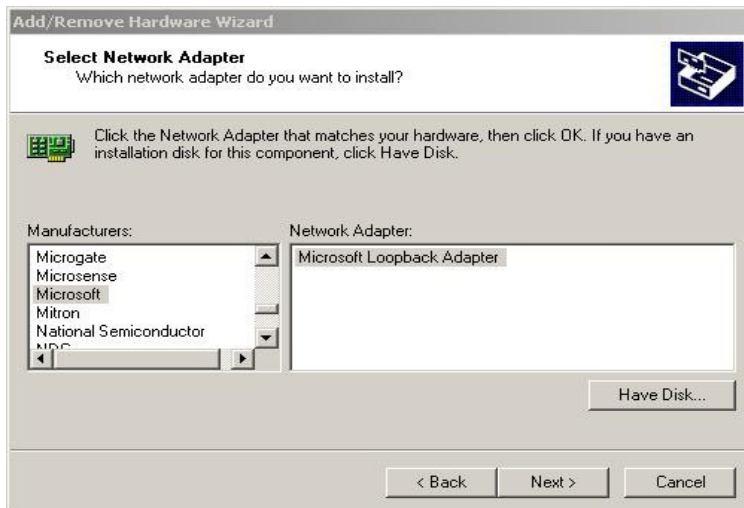 Add/Remove Hardware Wizard
Select Network Adapter
Which network adapter do you want to install?
Click the Network Adapter that matches your hardware, then click OK. If you have an
installation disk for this component, click Have Disk.
Manufacturers:
Microgate
Microsense
Microsoft
Mitron
National Semiconductor
Network Adapter:
Microsoft Loopback Adapter
Have Disk...
< Back
Next >
Cancel